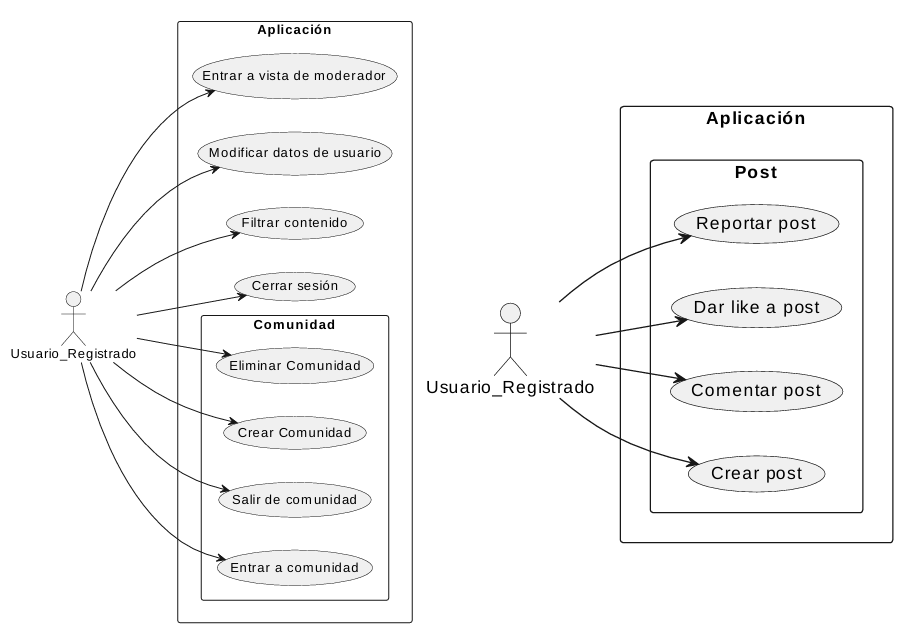 Aplicación
Entrar a vista de moderador
Modificar datos de usuario
Filtrar contenido
Cerrar sesión
Comunidad
Eliminar Comunidad
Crear Comunidad
Salir de comunidad
Entrar a comunidad
Usuario_Registrado
Aplicación
Post
Reportar post
Dar like a post
Comentar post
Crear post
Usuario_Registrado